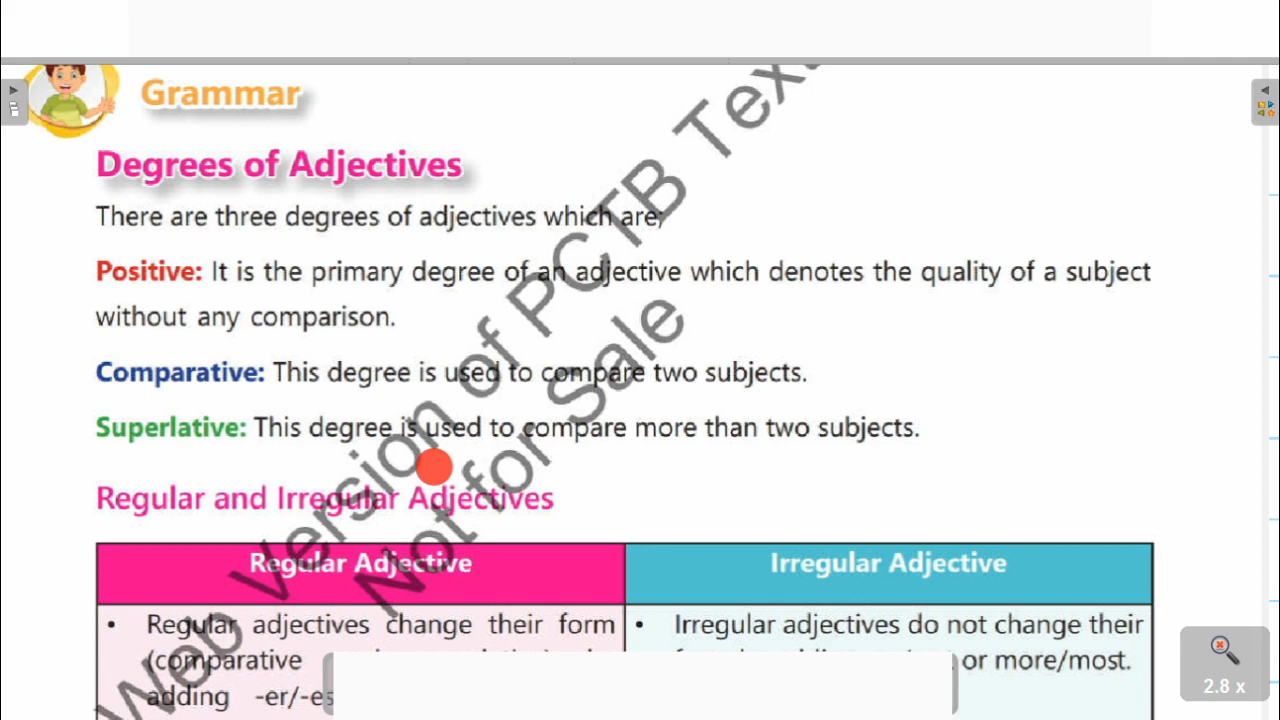 Grammar
Degrees of Adjectives
There are three degrees of adjectives which are;
Positive: It is the primary degree of an adjective which denotes the quality of a subject
without any comparison.
Comparative: This degree is used to compare two subjects.
Superlative: This degree is used to compare more than two subjects.
Regular and Irregular Adjectives
Regular Adjective
Irregular Adjective
• Regular adjectives change their form
(comparative
adding -er/-es
• Irregular adjectives do not change their
or more/most.
Web Version of PCTB Tex
Not for Sale
2.8 x